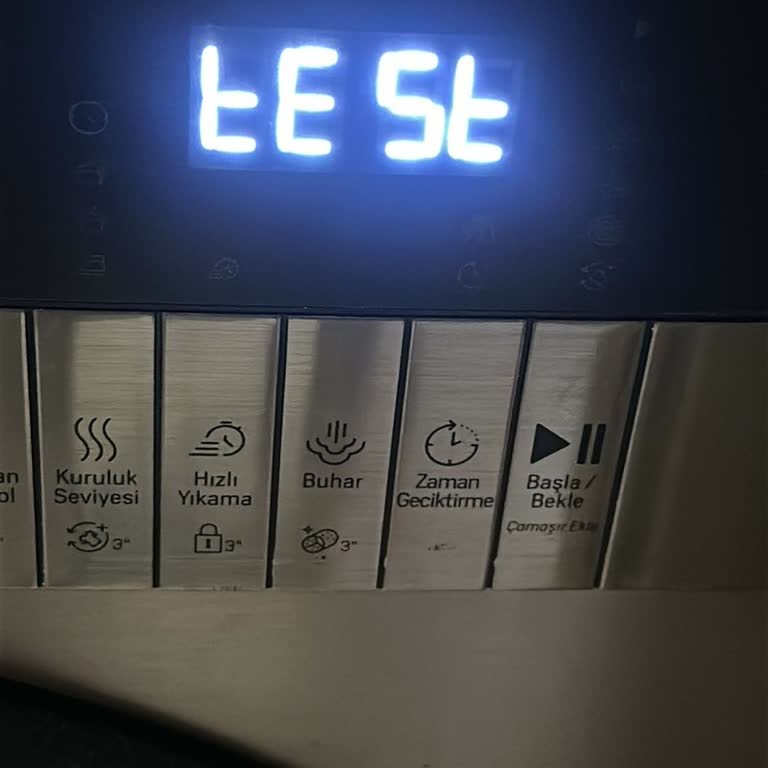 tESt
an
ol
Kuruluk
Seviyesi
3"
Hızlı
Yıkama
3"
Buhar
3"
Zaman
Geciktirme
Başla /
Bekle
Çamaşır Ekle